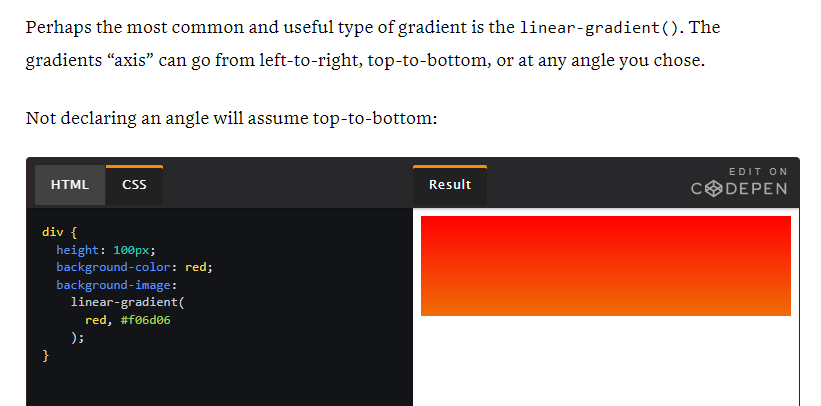 Perhaps the most common and useful type of gradient is the linear-gradient(). The
gradients “axis” can go from left-to-right, top-to-bottom, or at any angle you chose.
Not declaring an angle will assume top-to-bottom:
HTML CSS Result EDIT ON
CODEPEN
div {
height: 100px;
background-color: red;
background-image:
linear-gradient(
red, #f06d06
);
}